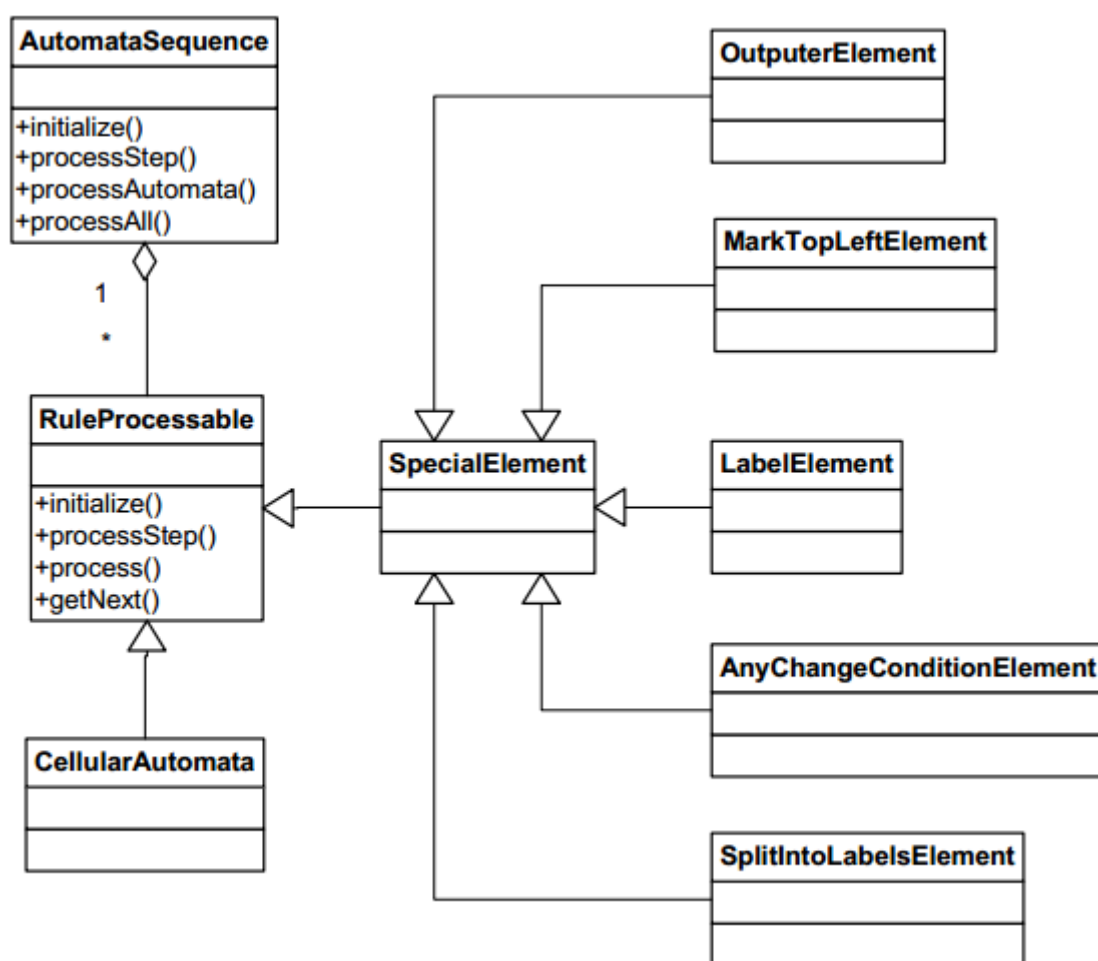 AutomataSequence
+initialize()
+processStep()
+processAutomata()
+processAll()
1
*
RuleProcessable
+initialize()
+processStep()
+process()
+getNext()
CellularAutomata
SpecialElement
OutputerElement
MarkTopLeftElement
LabelElement
AnyChangeConditionElement
SplitIntoLabelsElement